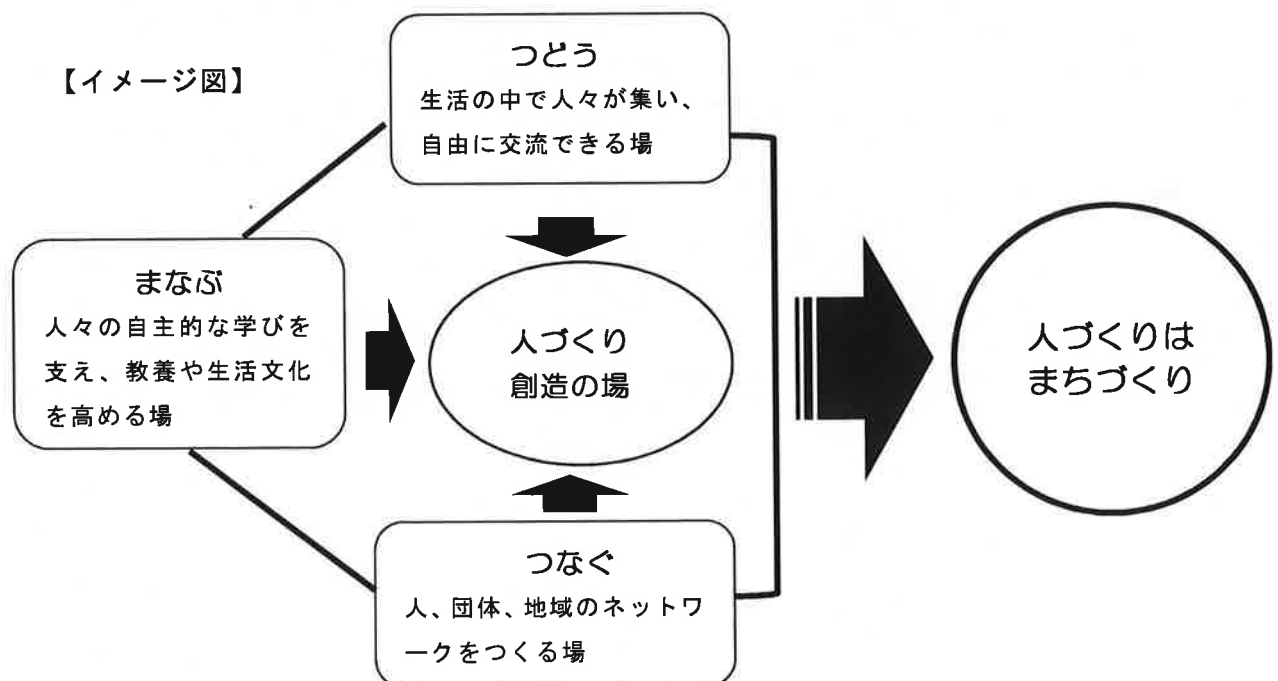 【イメージ図】
つどう
生活の中で人々が集い、
自由に交流できる場
まなぶ
人々の自主的な学びを
支え、教養や生活文化
を高める場
人づくり
創造の場
人づくりは
まちづくり
つなぐ
人、団体、地域のネットワ
ークをつくる場